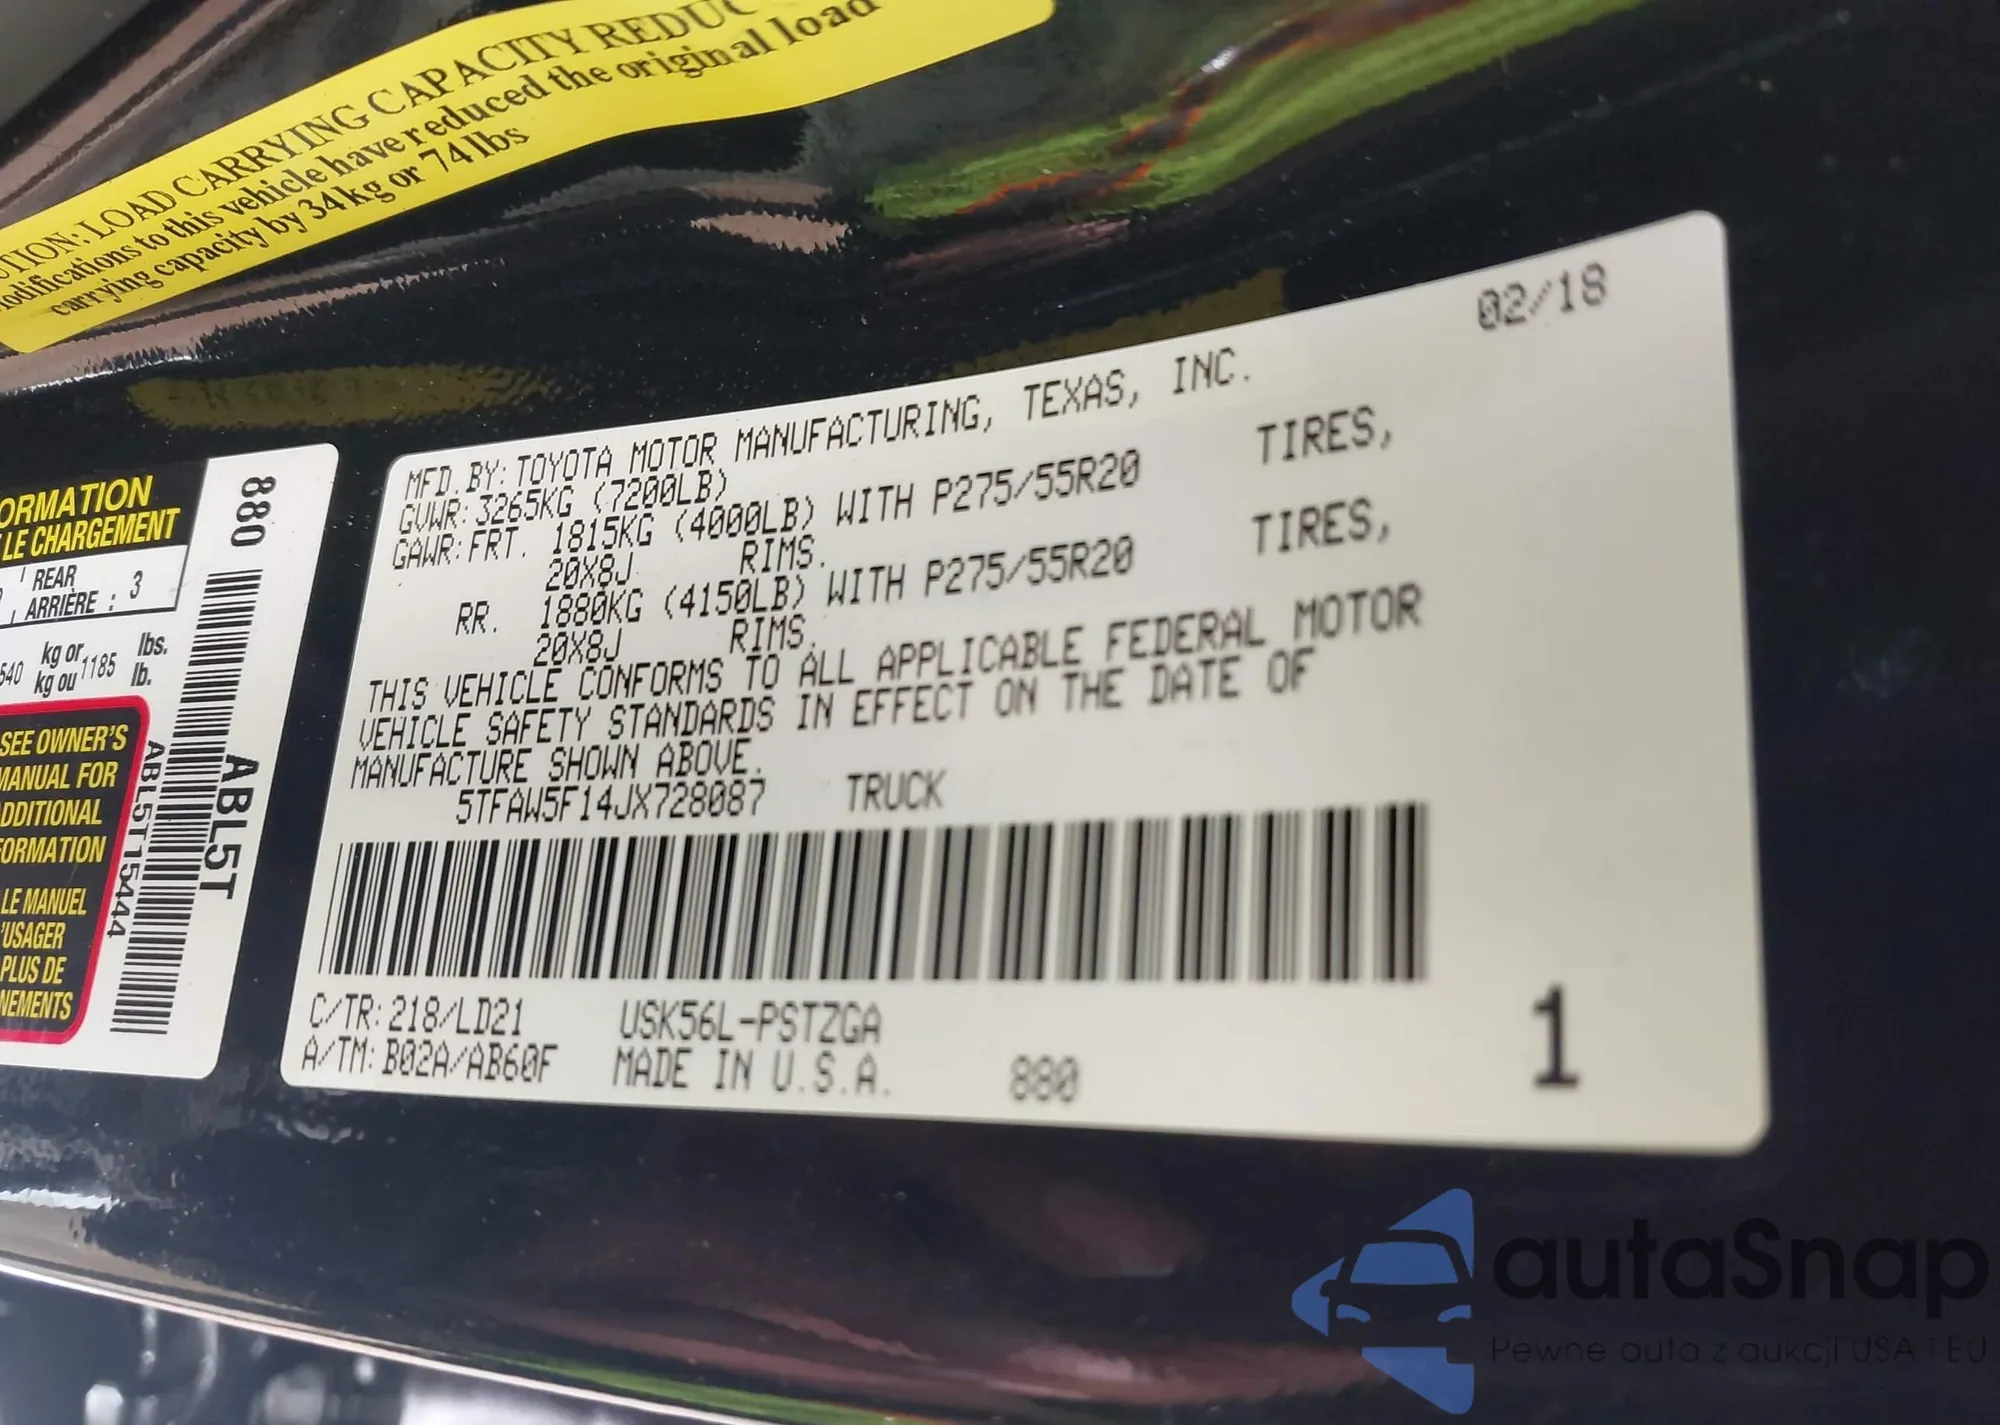 CAPACITY REDUC
TION: LOAD CARRYING
odifications to this vehicle have reduced the original load
carrying capacity by 34kg or 74lbs
ORMATION
LE CHARGEMENT
REAR
ARRIÈRE : 3
540 kg or 1185 lbs.
kg ou lb.
SEE OWNER'S
MANUAL FOR
ADDITIONAL
FORMATION
LE MANUEL
'USAGER
PLUS DE
NEMENTS
880
ABL5T
ABL5T15444
02/18
MFD. BY: TOYOTA MOTOR MANUFACTURING, TEXAS, INC.
GVWR: 3265KG (7200LB)
GAWR: FRT. 1815KG (4000LB) WITH P275/55R20 TIRES,
20X8J RIMS.
RR. 1880KG (4150LB) WITH P275/55R20 TIRES,
20X8J RIMS.
THIS VEHICLE CONFORMS TO ALL APPLICABLE FEDERAL MOTOR
VEHICLE SAFETY STANDARDS IN EFFECT ON THE DATE OF
MANUFACTURE SHOWN ABOVE.
5TFAW5F14JX728087 TRUCK
C/TR: 218/LD21 USK56L-PSTZGA
A/TM: B02A/AB60F MADE IN U.S.A. 880 1
autaSnap
Pewne auta z aukcji USA i EU